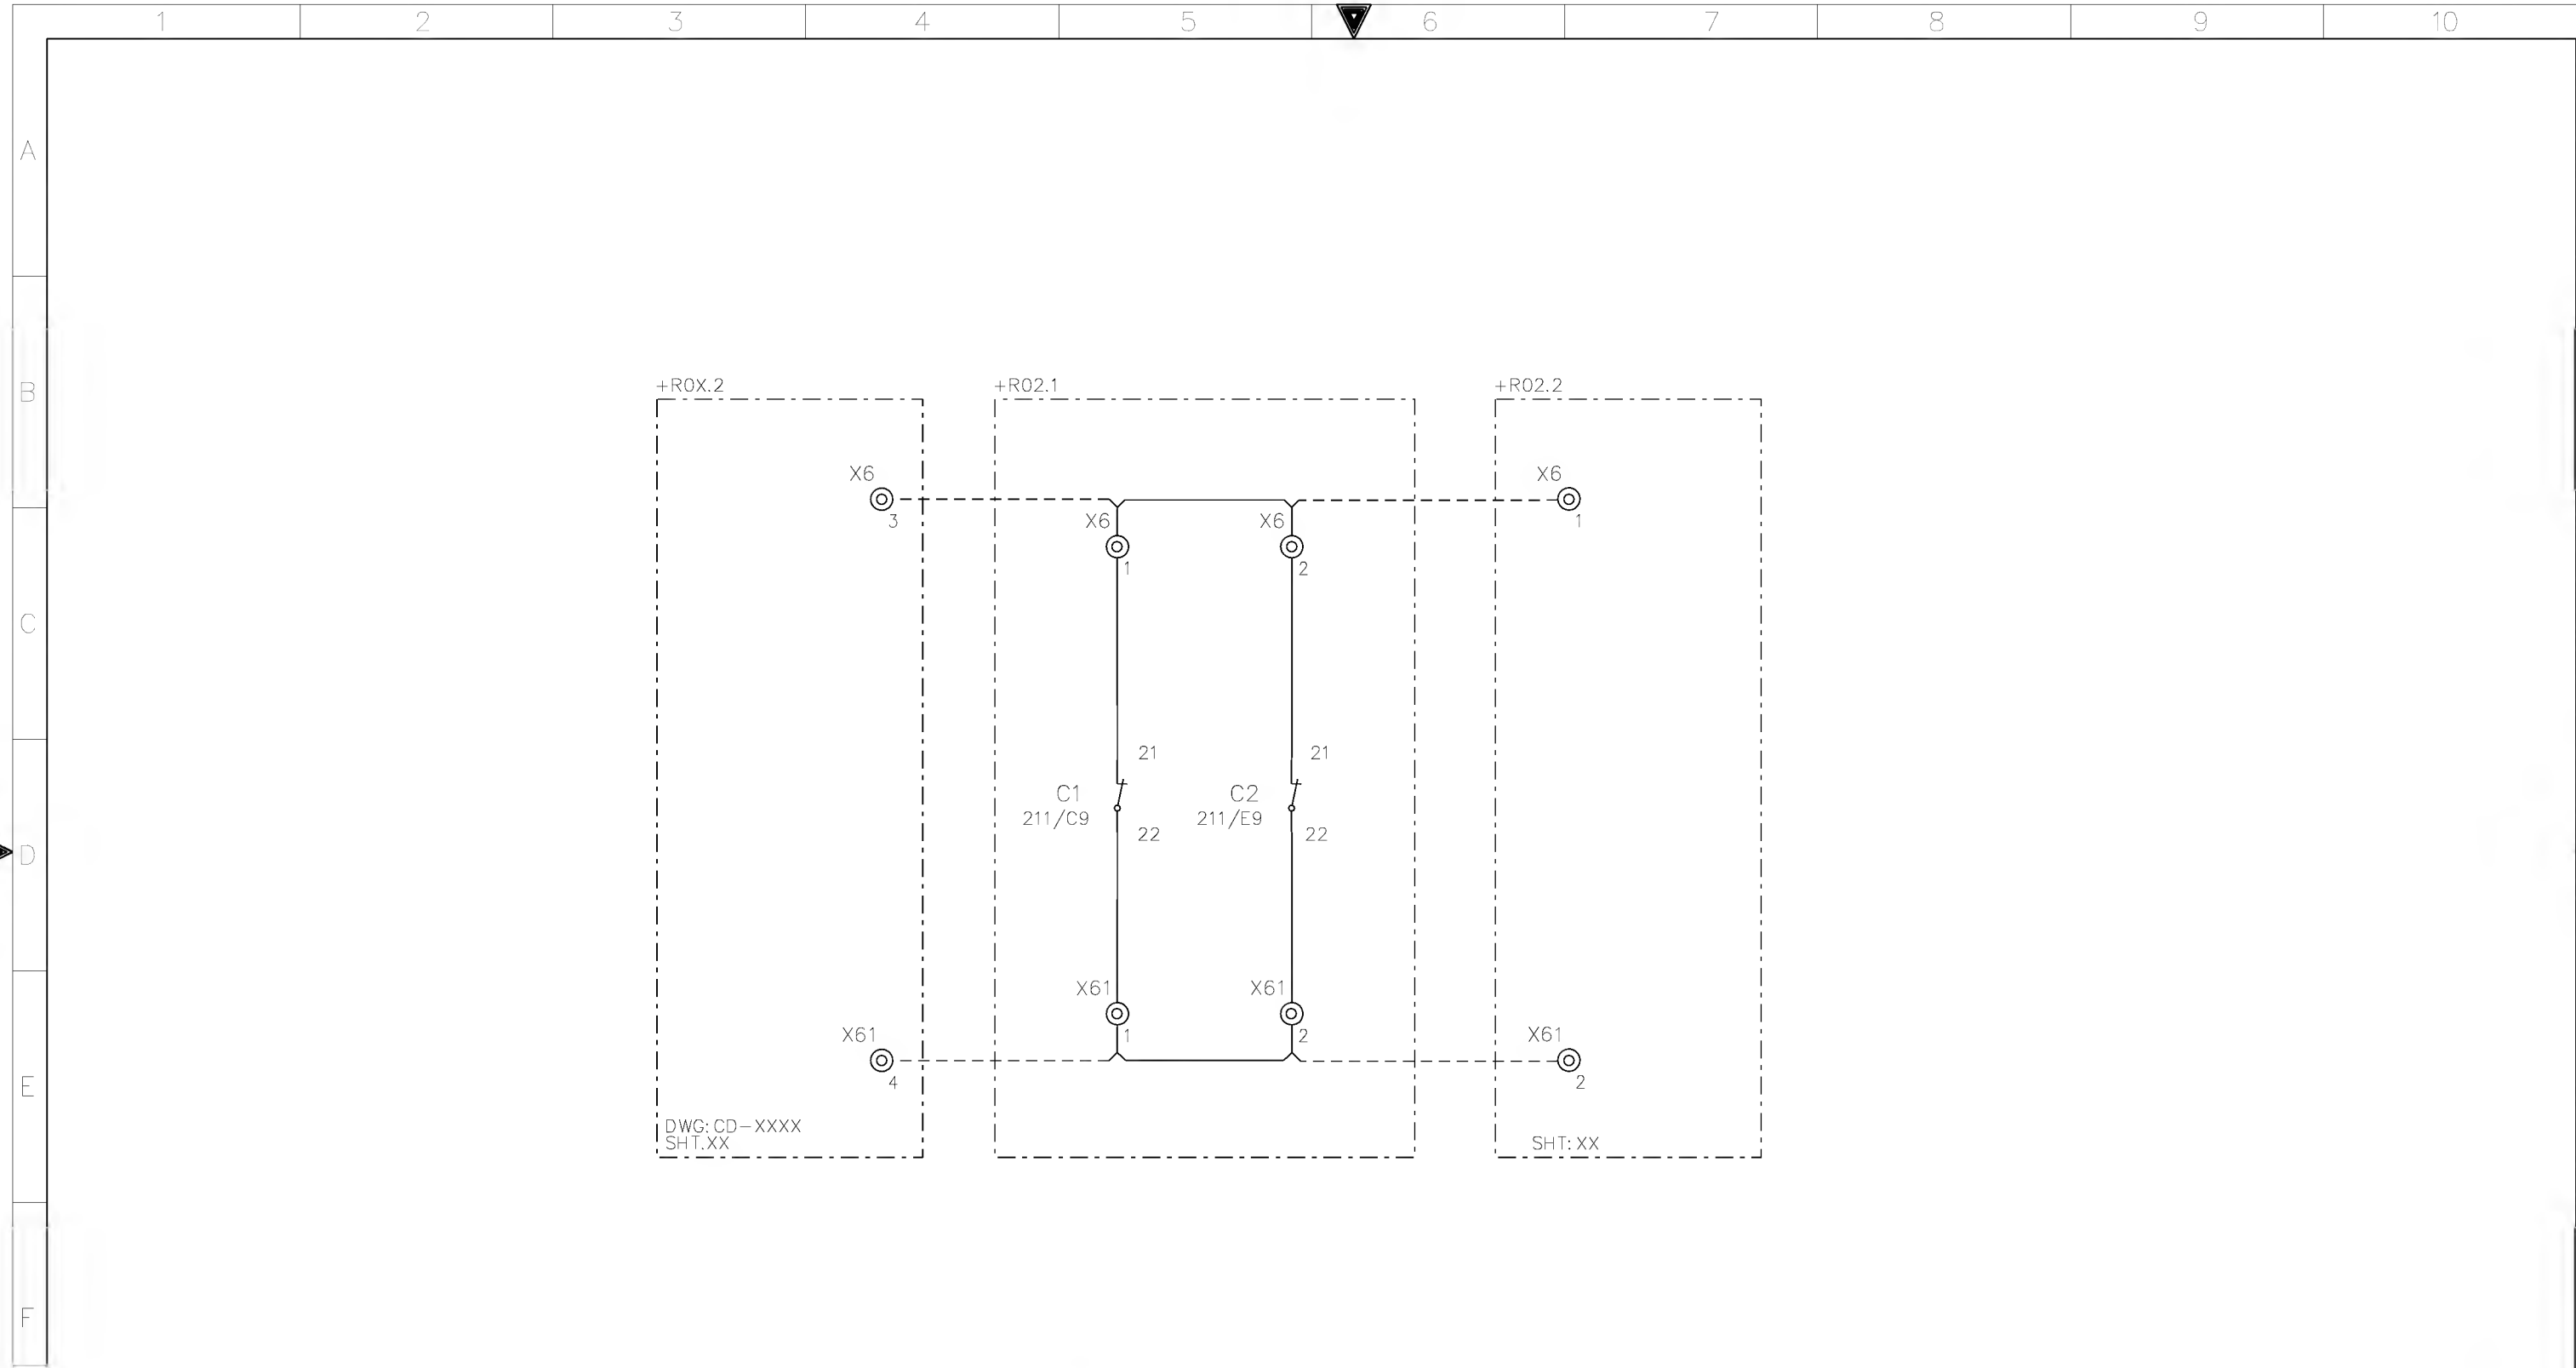 1 2 3 4 5 6 7 8 9 10
A
B
C
D
E
F
+R0X.2
+R02.1
+R02.2
X6
X6
3
1
X6
X6
1
2
21
21
C1
C2
211/C9
211/E9
22
22
X61
X61
1
2
X61
X61
4
2
DWG: CD-XXXX
SHT.XX
SHT: XX